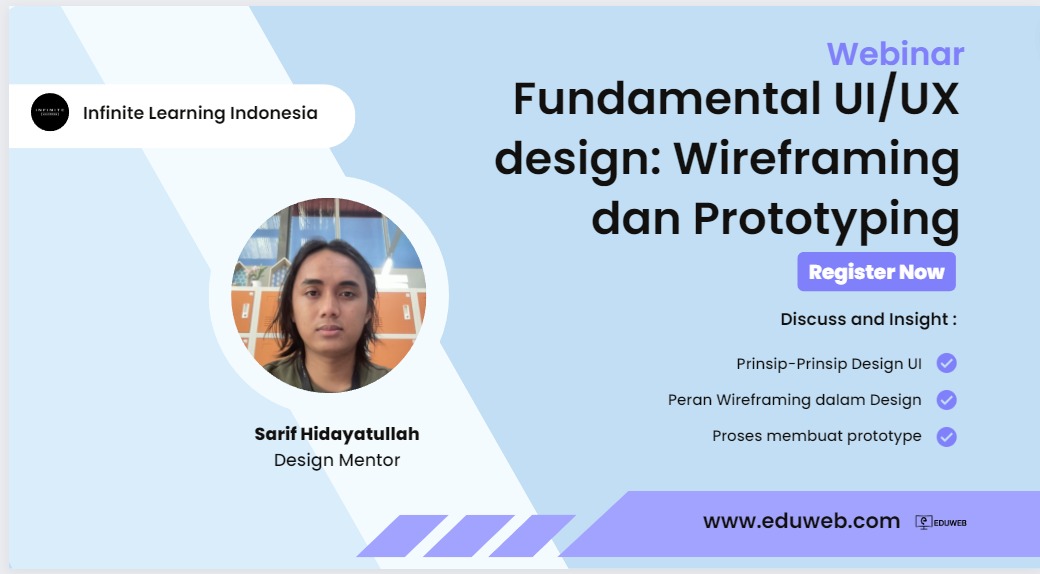 Webinar
Infinite Learning Indonesia
Fundamental UI/UX
design: Wireframing
dan Prototyping
Register Now
Discuss and Insight :
Prinsip-Prinsip Design UI
Peran Wireframing dalam Design
Proses membuat prototype
Sarif Hidayatullah
Design Mentor
www.eduweb.com
EDUWEB